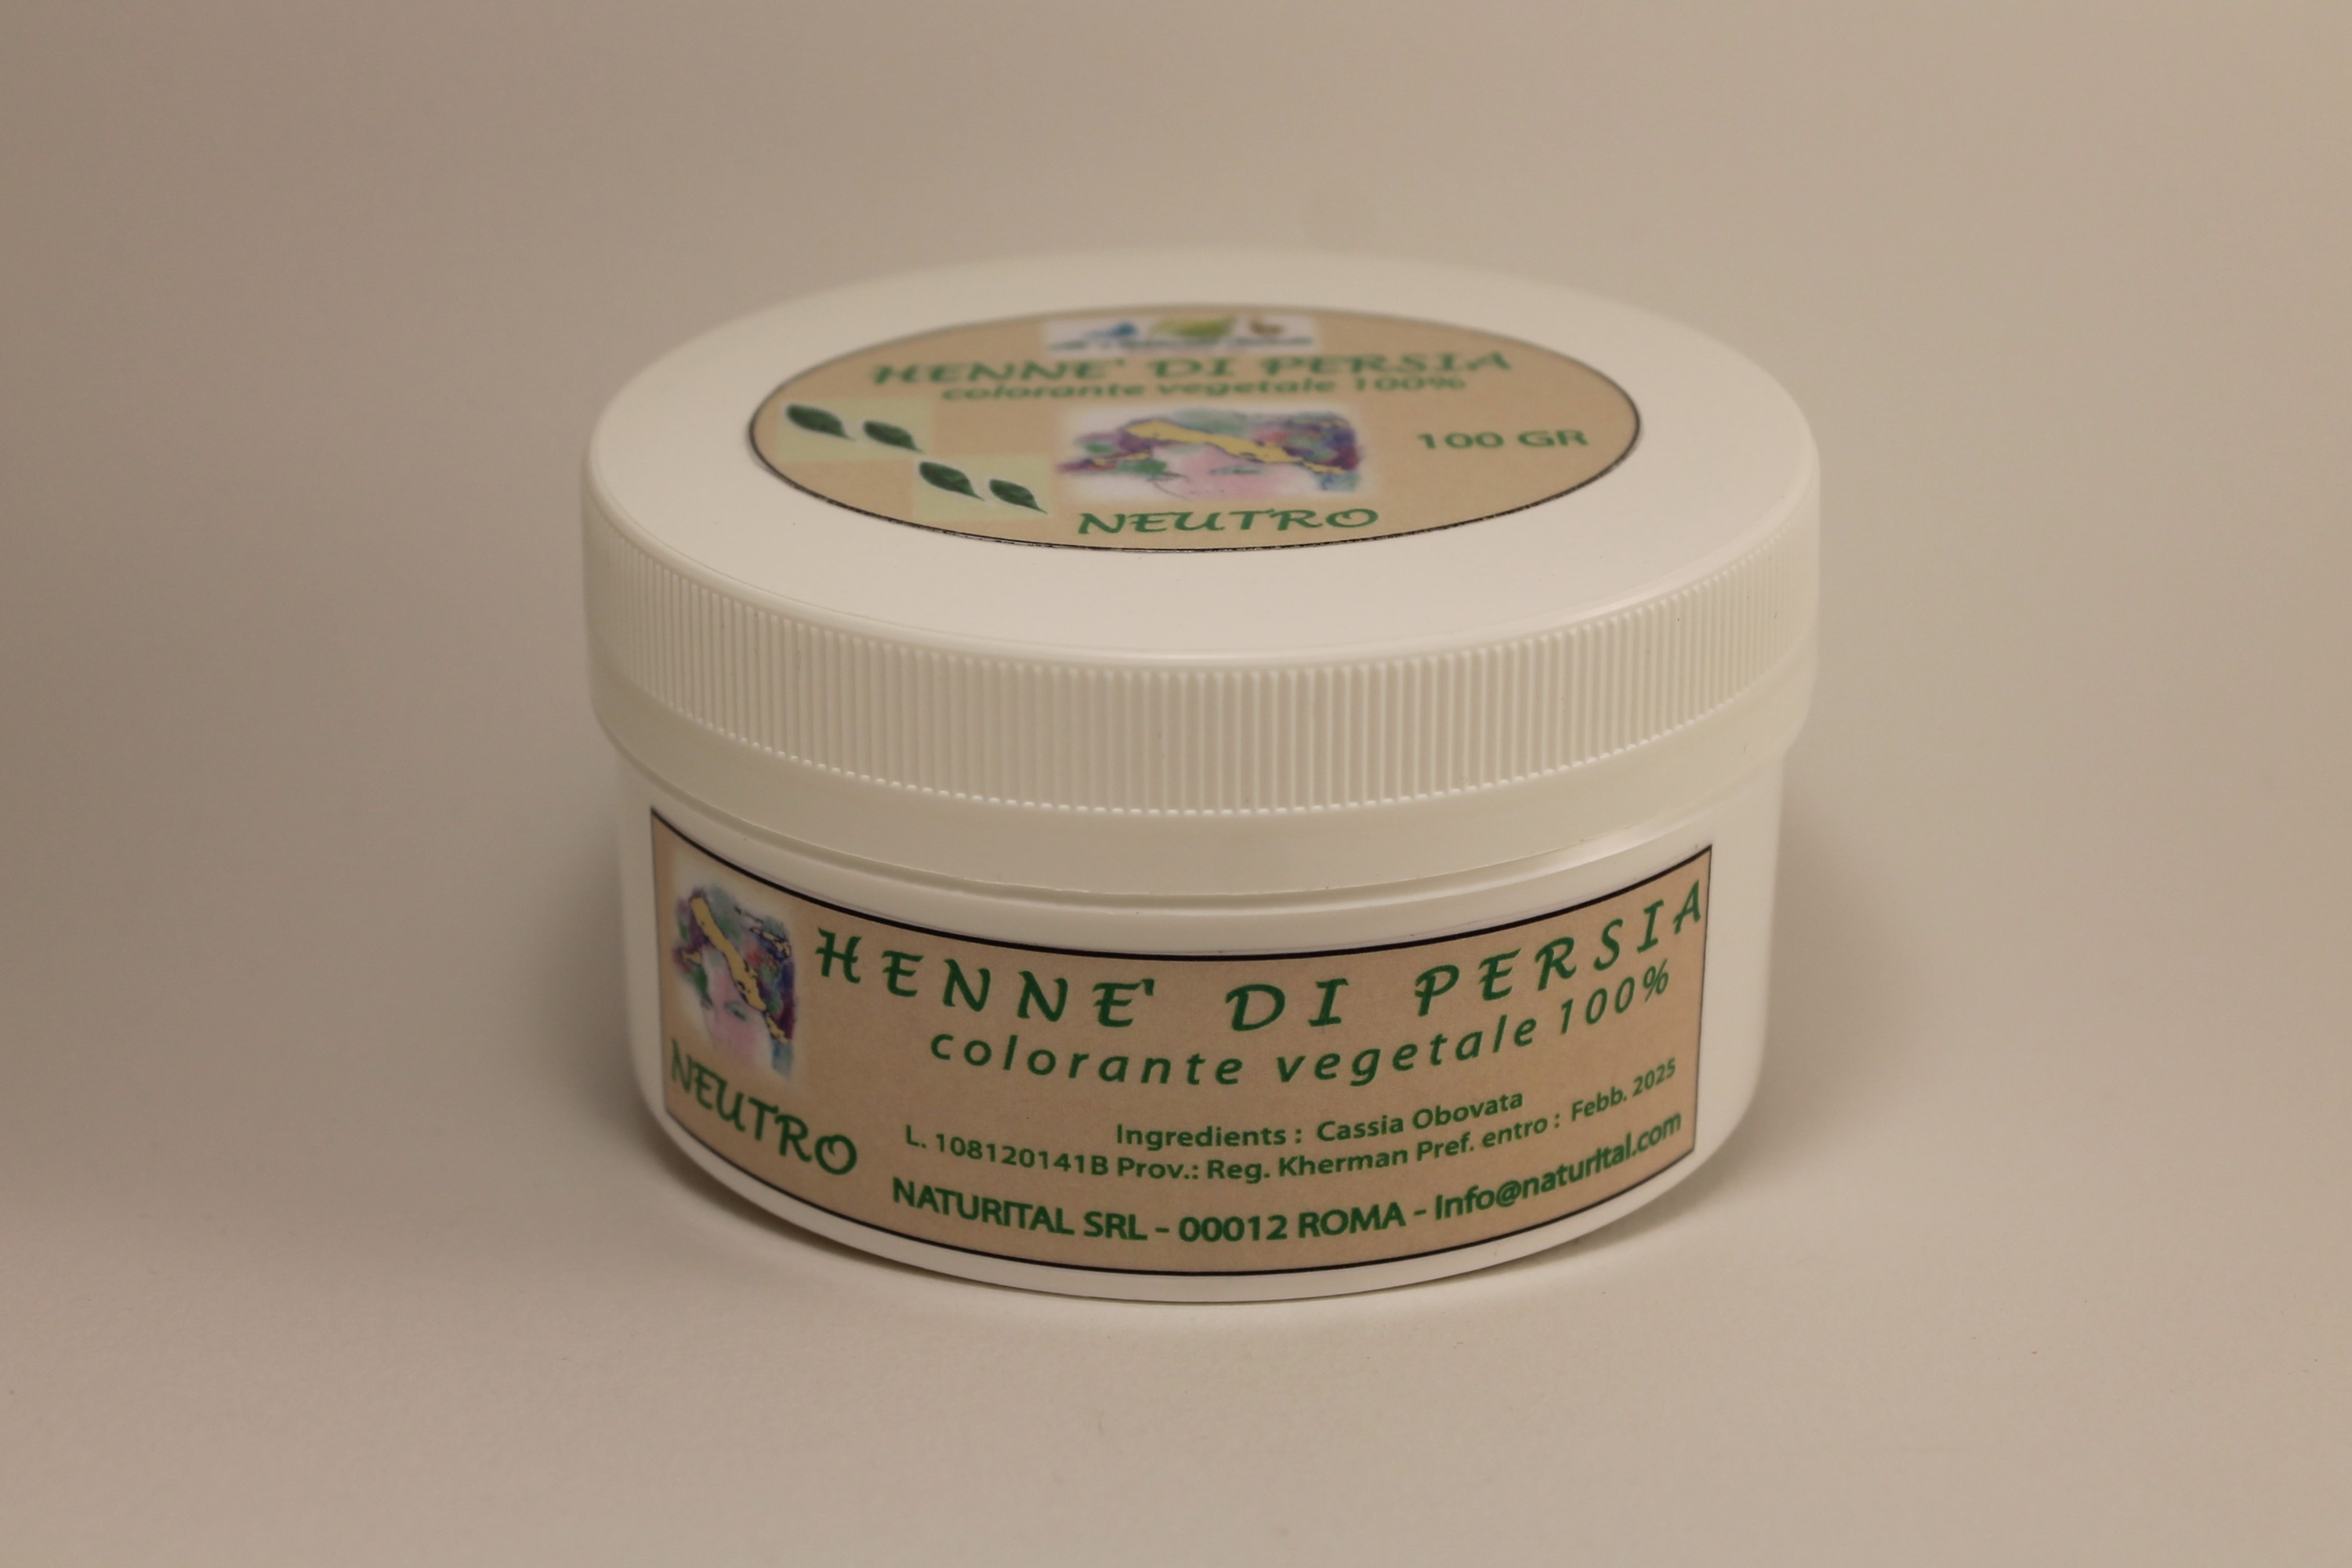 HENNE' DI PERSIA
colorante vegetale 100%
100 GR
NEUTRO
HENNE' DI PERSIA
colorante vegetale 100%
NEUTRO
Ingredients : Cassia Obovata
L. 108120141B Prov.: Reg. Kherman Pref. entro : Febb. 2025
NATURITAL SRL - 00012 ROMA - Info@naturital.com